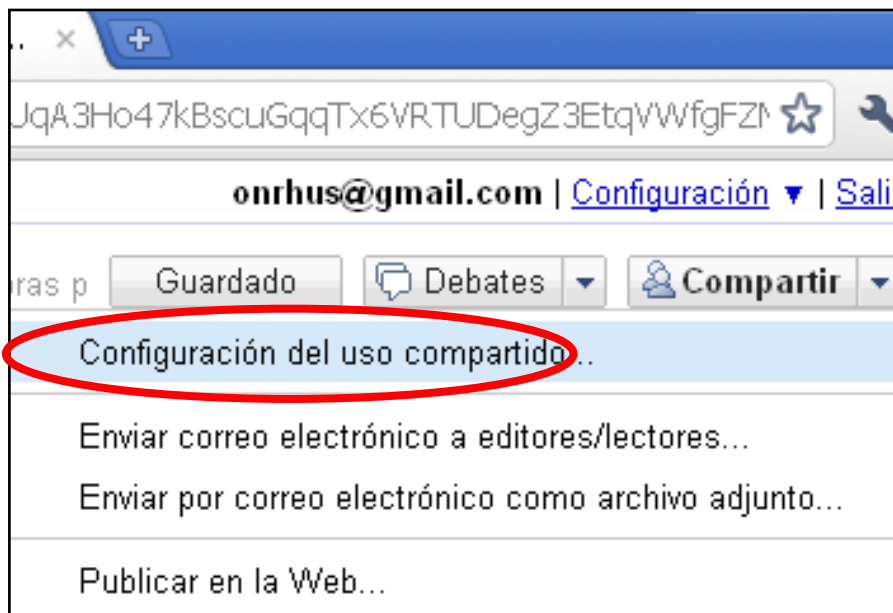 onrhus@gmail.com | Configuración ▼ | Sali
Guardado Debates Compartir
Configuración del uso compartido...
Enviar correo electrónico a editores/lectores...
Enviar por correo electrónico como archivo adjunto...
Publicar en la Web...